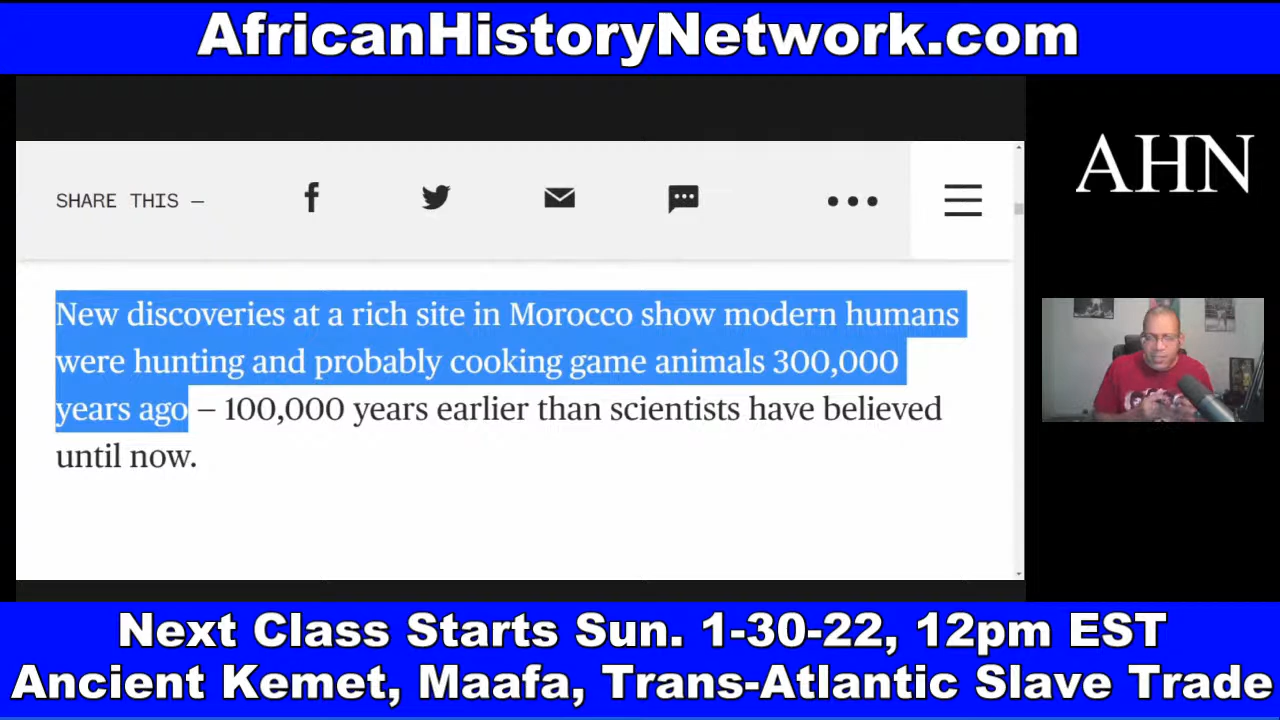 AfricanHistoryNetwork.com
AHN
SHARE THIS —
New discoveries at a rich site in Morocco show modern humans
were hunting and probably cooking game animals 300,000
years ago – 100,000 years earlier than scientists have believed
until now.
Next Class Starts Sun. 1-30-22, 12pm EST
Ancient Kemet, Maafa, Trans-Atlantic Slave Trade